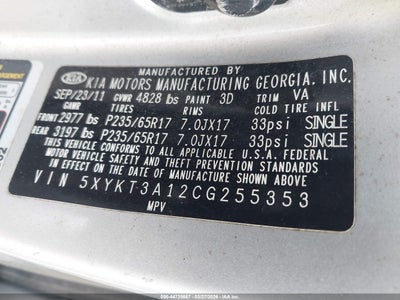 MANUFACTURED BY
KIA KIA MOTORS MANUFACTURING GEORGIA, INC.
SEP/23/11 GVWR 4828 lbs PAINT 3D TRIM VA
GAWR TIRES RIMS COLD TIRE INFL
FRONT 2977 lbs P235/65R17 7.0JX17 33psi SINGLE
REAR 3197 lbs P235/65R17 7.0JX17 33psi SINGLE
THIS VEHICLE CONFORMS TO ALL APPLICABLE U.S.A. FEDERAL
MOTOR VEHICLE SAFETY, BUMPER, AND THEFT PREVENTION STANDARDS
IN EFFECT ON THE DATE OF MANUFACTURE SHOWN ABOVE.
VIN 5XYKT3A12CG255353
MPV